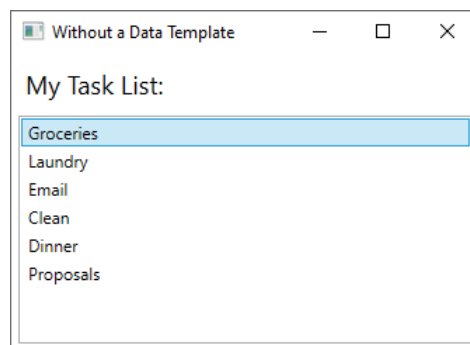 Without a Data Template
My Task List:
Groceries
Laundry
Email
Clean
Dinner
Proposals